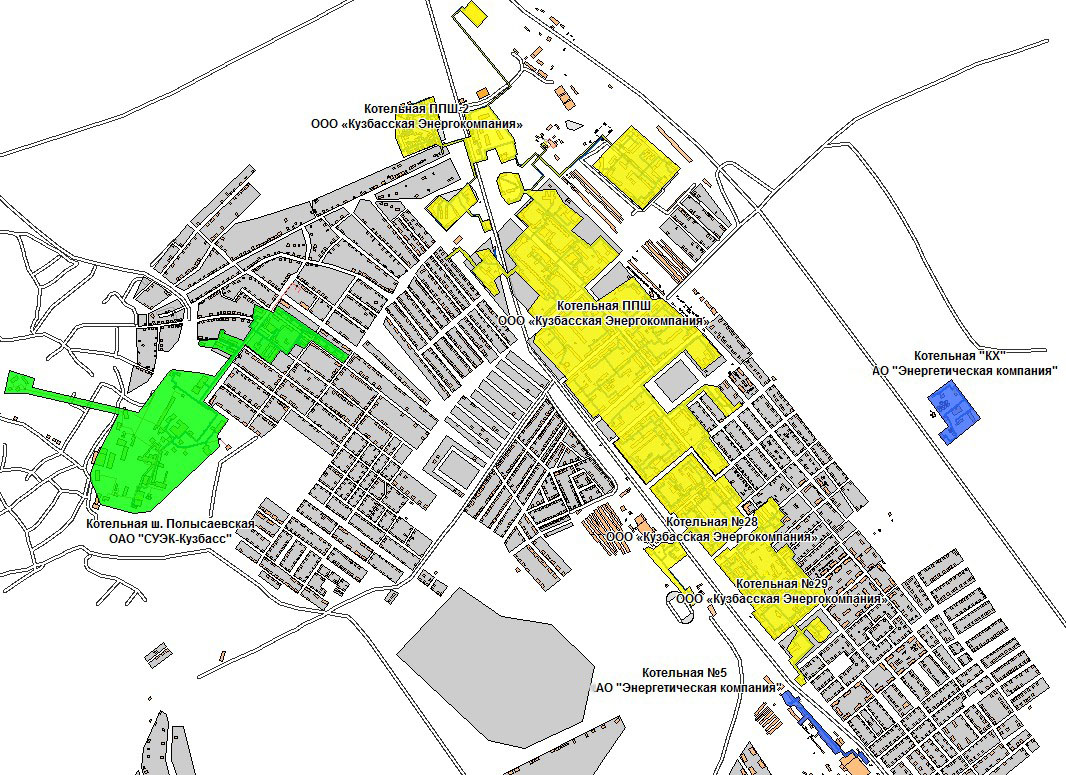 Котельная ППШ-2
ООО «Кузбасская Энергокомпания»
Котельная ППШ
ООО «Кузбасская Энергокомпания»
Котельная "КХ"
АО "Энергетическая компания"
Котельная ш. Полысаевская
ОАО "СУЭК-Кузбасс"
Котельная №28
ООО «Кузбасская Энергокомпания»
Котельная №29
ООО «Кузбасская Энергокомпания»
Котельная №5
АО "Энергетическая компания"